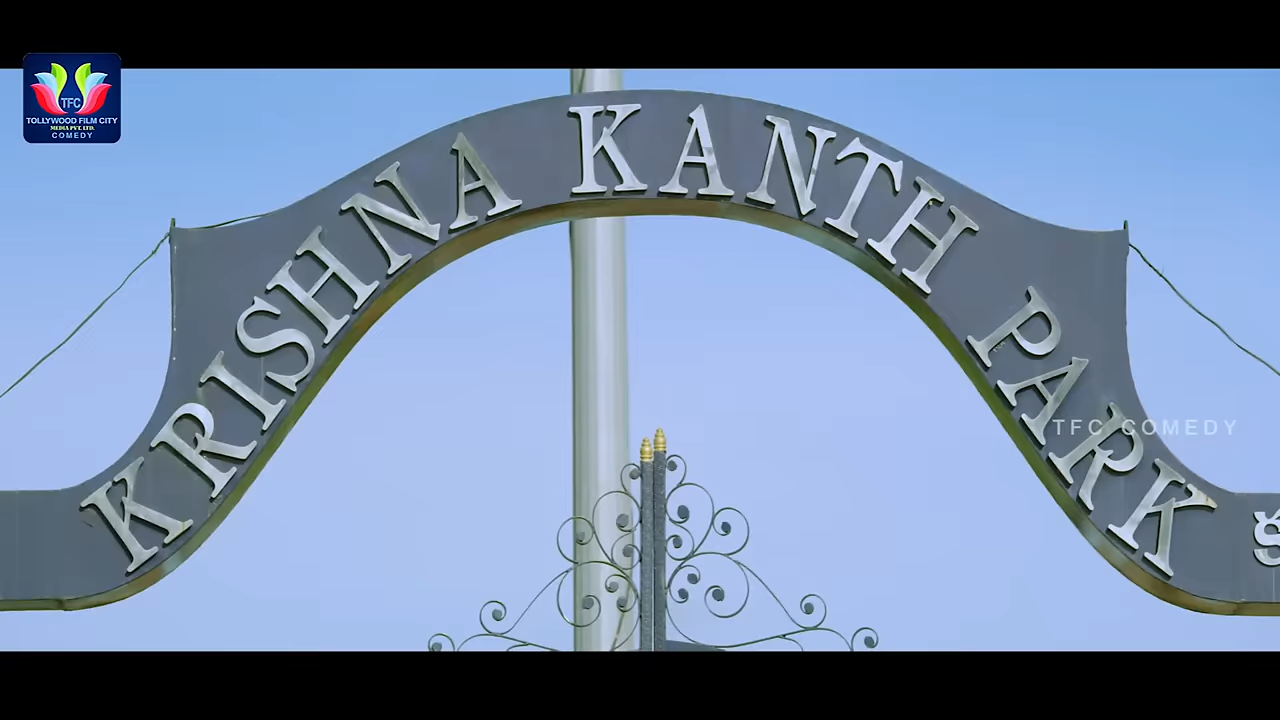 TFC
TOLLYWOOD FILM CITY
MEDIA PVT. LTD.
COMEDY
KRISHNA KANTH PARK
TFC COMEDY